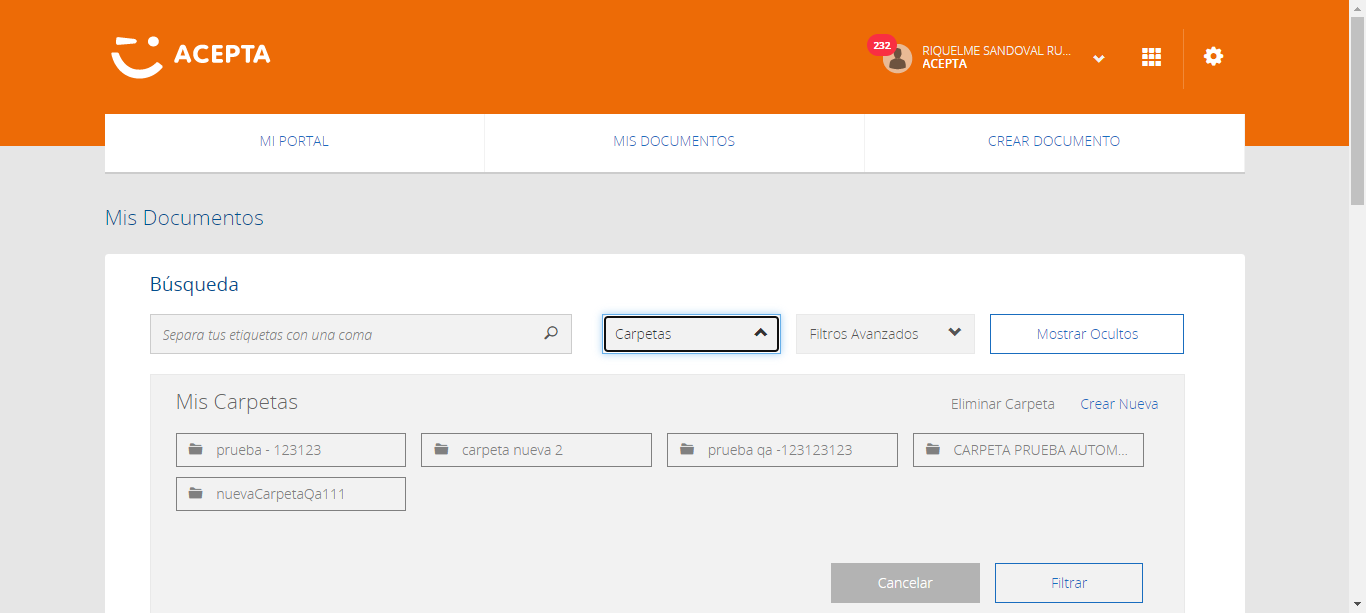 ACEPTA
232
RIQUELME SANDOVAL RU...
ACEPTA
MI PORTAL
MIS DOCUMENTOS
CREAR DOCUMENTO
Mis Documentos
Búsqueda
Separa tus etiquetas con una coma
Carpetas
Filtros Avanzados
Mostrar Ocultos
Mis Carpetas
Eliminar Carpeta
Crear Nueva
prueba - 123123
carpeta nueva 2
prueba qa -123123123
CARPETA PRUEBA AUTOM...
nuevaCarpetaQa111
Cancelar
Filtrar